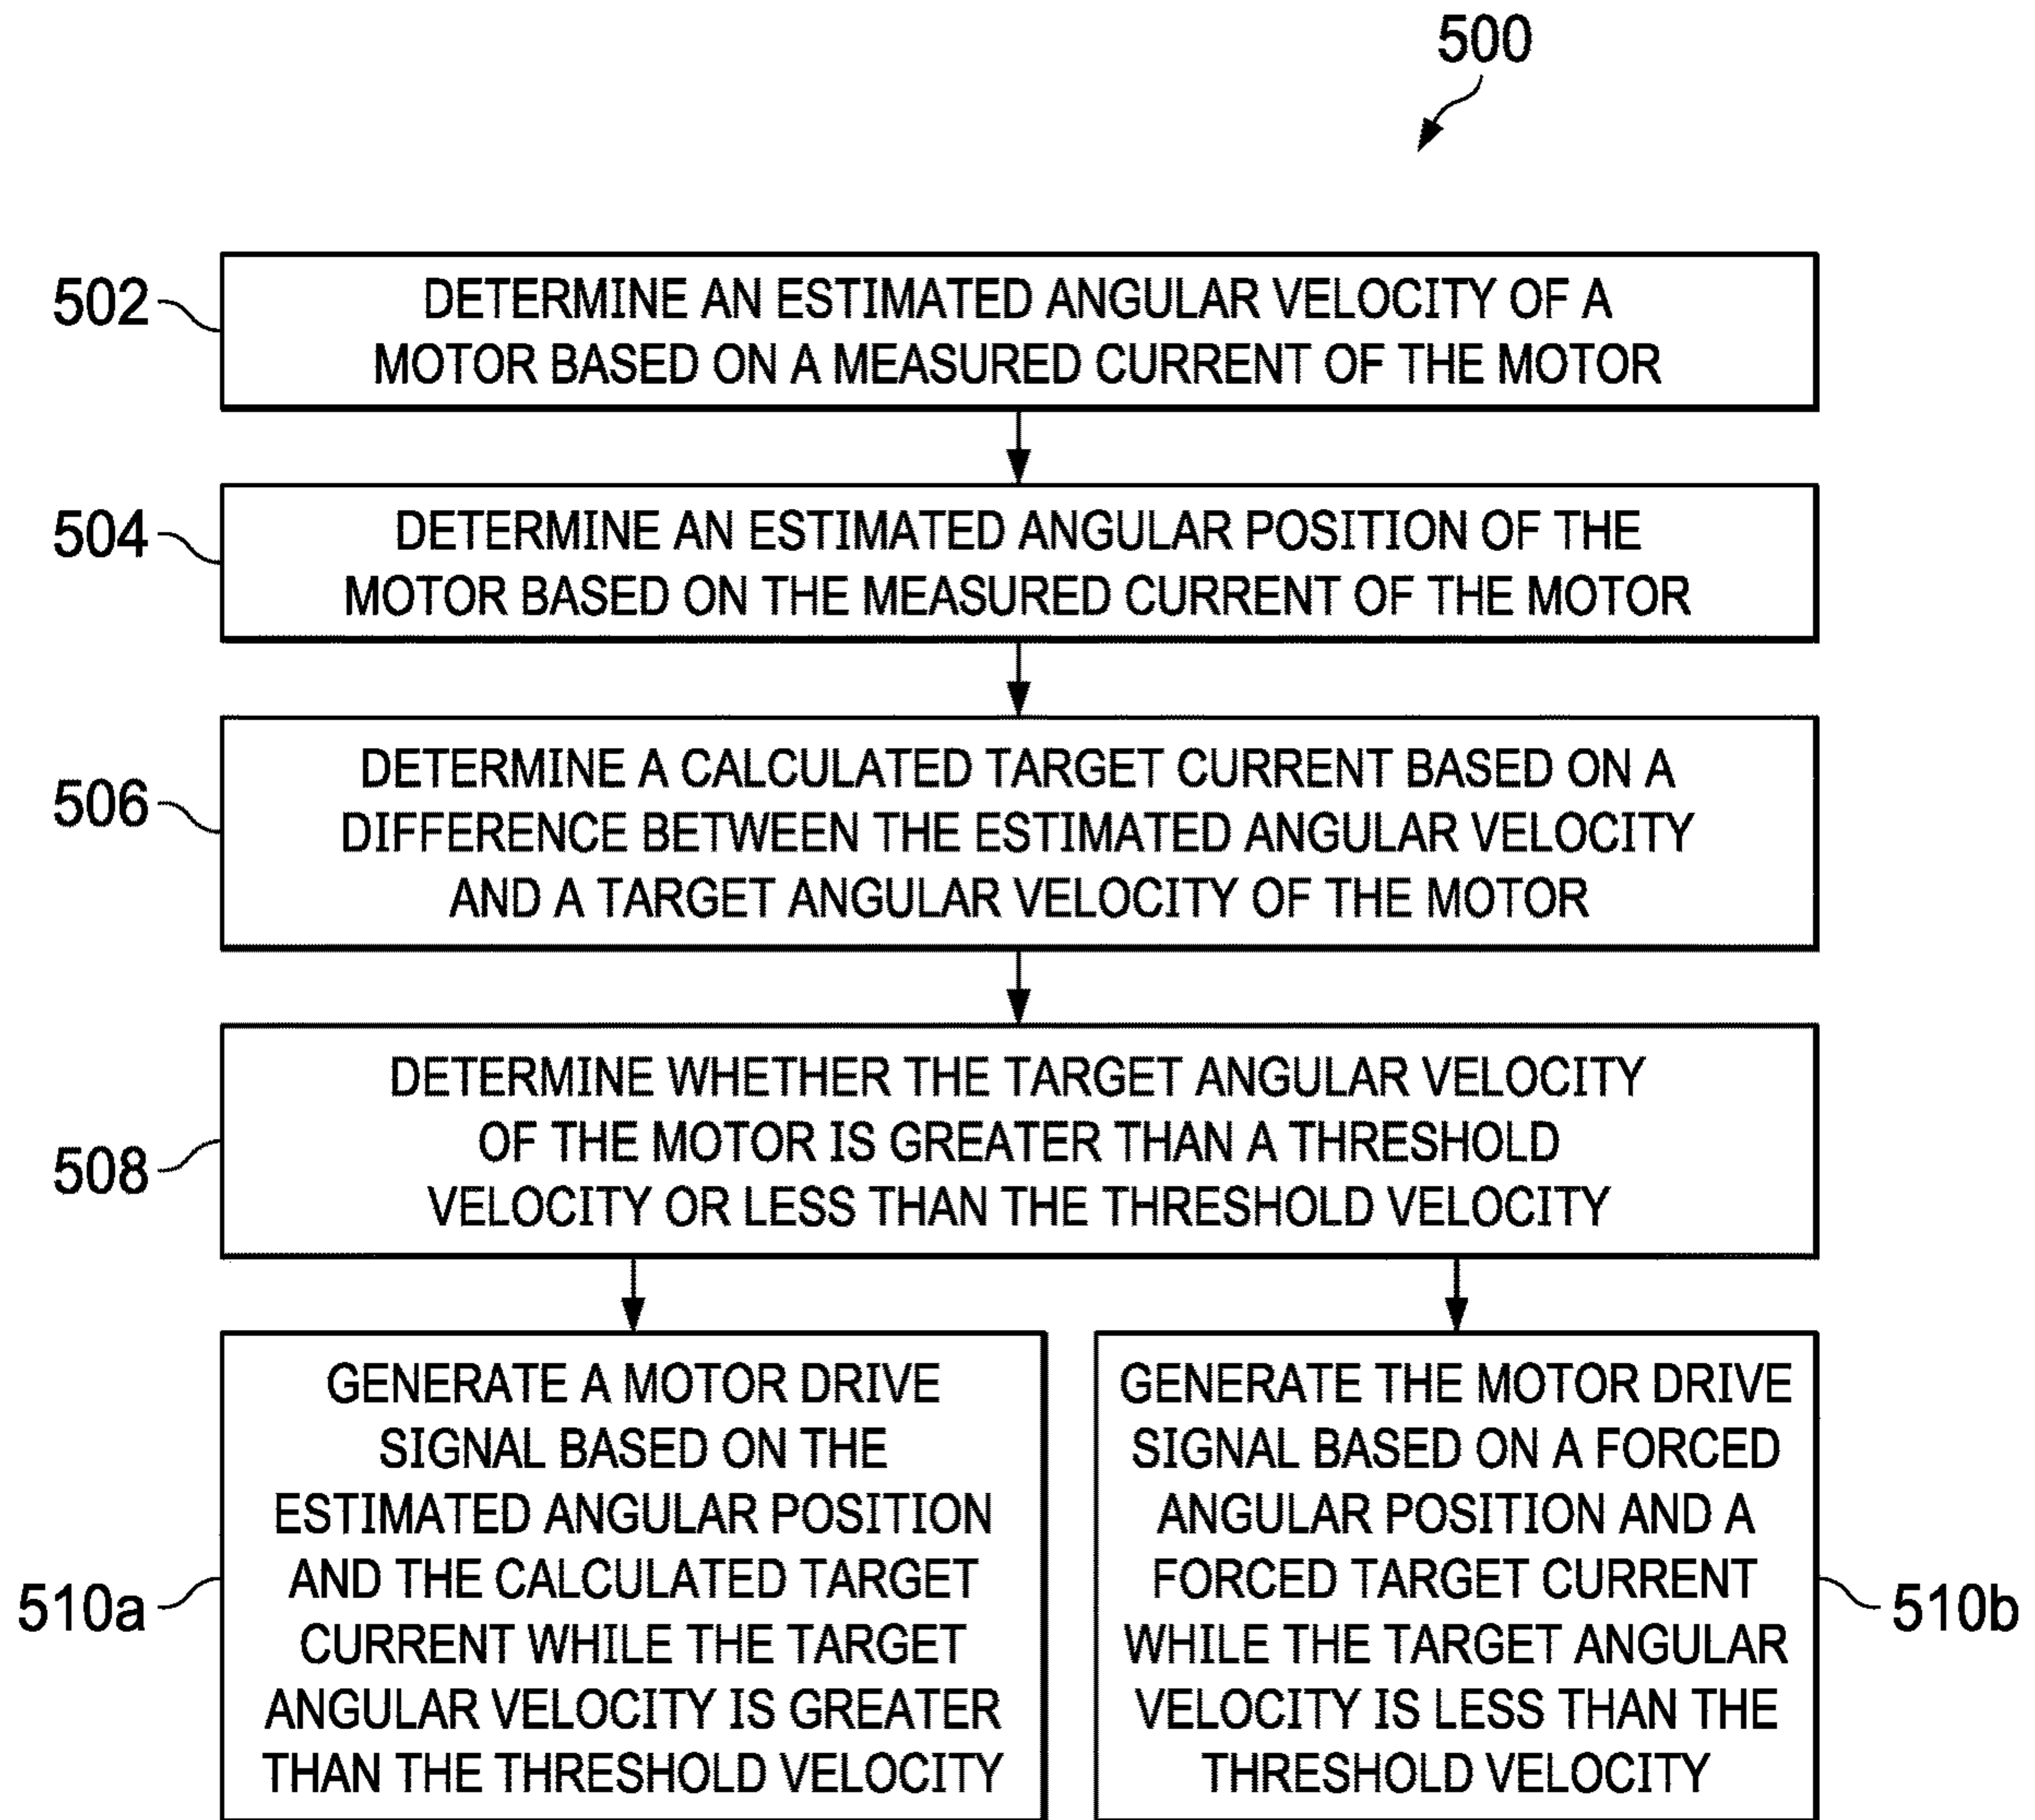 500
502
DETERMINE AN ESTIMATED ANGULAR VELOCITY OF A
MOTOR BASED ON A MEASURED CURRENT OF THE MOTOR
504
DETERMINE AN ESTIMATED ANGULAR POSITION OF THE
MOTOR BASED ON THE MEASURED CURRENT OF THE MOTOR
506
DETERMINE A CALCULATED TARGET CURRENT BASED ON A
DIFFERENCE BETWEEN THE ESTIMATED ANGULAR VELOCITY
AND A TARGET ANGULAR VELOCITY OF THE MOTOR
508
DETERMINE WHETHER THE TARGET ANGULAR VELOCITY
OF THE MOTOR IS GREATER THAN A THRESHOLD
VELOCITY OR LESS THAN THE THRESHOLD VELOCITY
510a
GENERATE A MOTOR DRIVE
SIGNAL BASED ON THE
ESTIMATED ANGULAR POSITION
AND THE CALCULATED TARGET
CURRENT WHILE THE TARGET
ANGULAR VELOCITY IS GREATER
THAN THE THRESHOLD VELOCITY
GENERATE THE MOTOR DRIVE
SIGNAL BASED ON A FORCED
ANGULAR POSITION AND A
FORCED TARGET CURRENT
WHILE THE TARGET ANGULAR
VELOCITY IS LESS THAN THE
THRESHOLD VELOCITY
510b